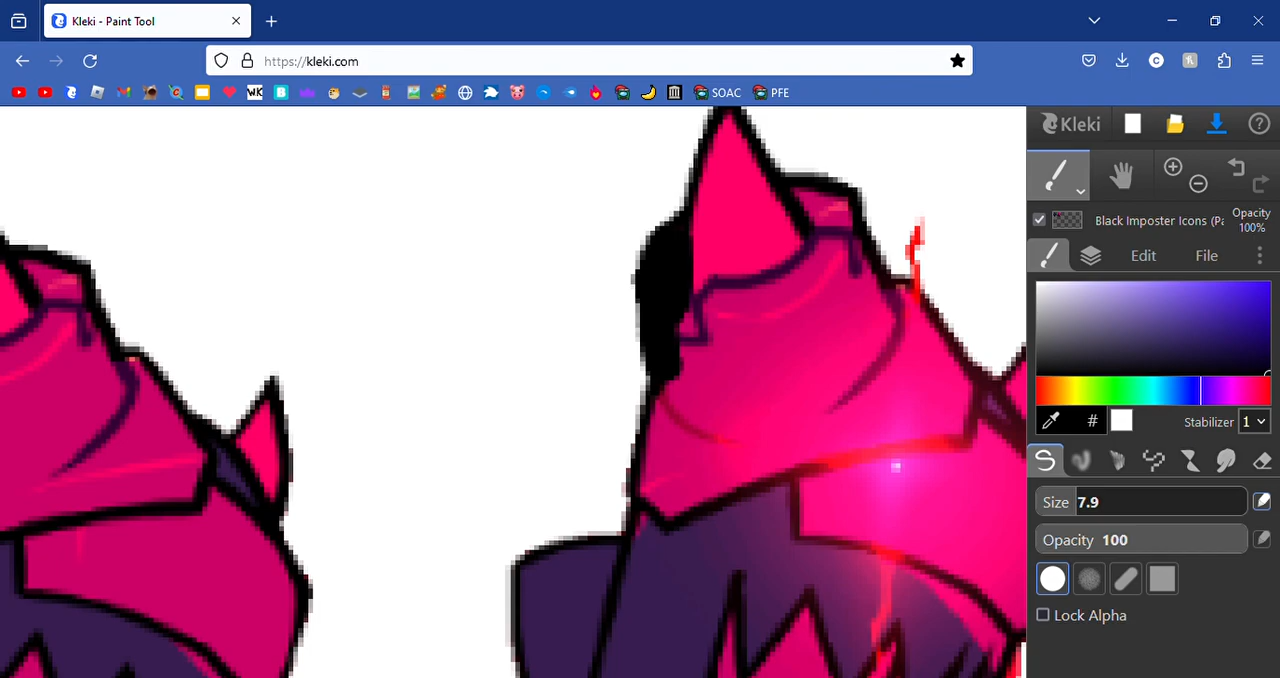 Kleki - Paint Tool
https://kleki.com
WK
B
SOAC
PFE
Kleki
Black Imposter Icons (Pa
Opacity
100%
Edit
File
#
Stabilizer 1
Size 7.9
Opacity 100
Lock Alpha